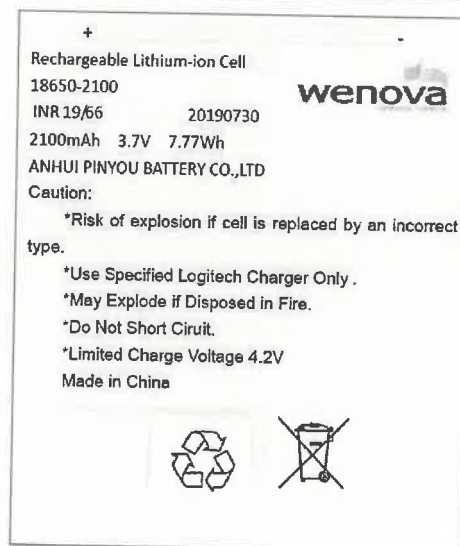 + -
Rechargeable Lithium-ion Cell
wenova
18650-2100
INR 19/66 20190730
2100mAh 3.7V 7.77Wh
ANHUI PINYOU BATTERY CO.,LTD
Caution:
*Risk of explosion if cell is replaced by an incorrect
type.
*Use Specified Logitech Charger Only .
*May Explode if Disposed in Fire.
*Do Not Short Ciruit.
*Limited Charge Voltage 4.2V
Made in China